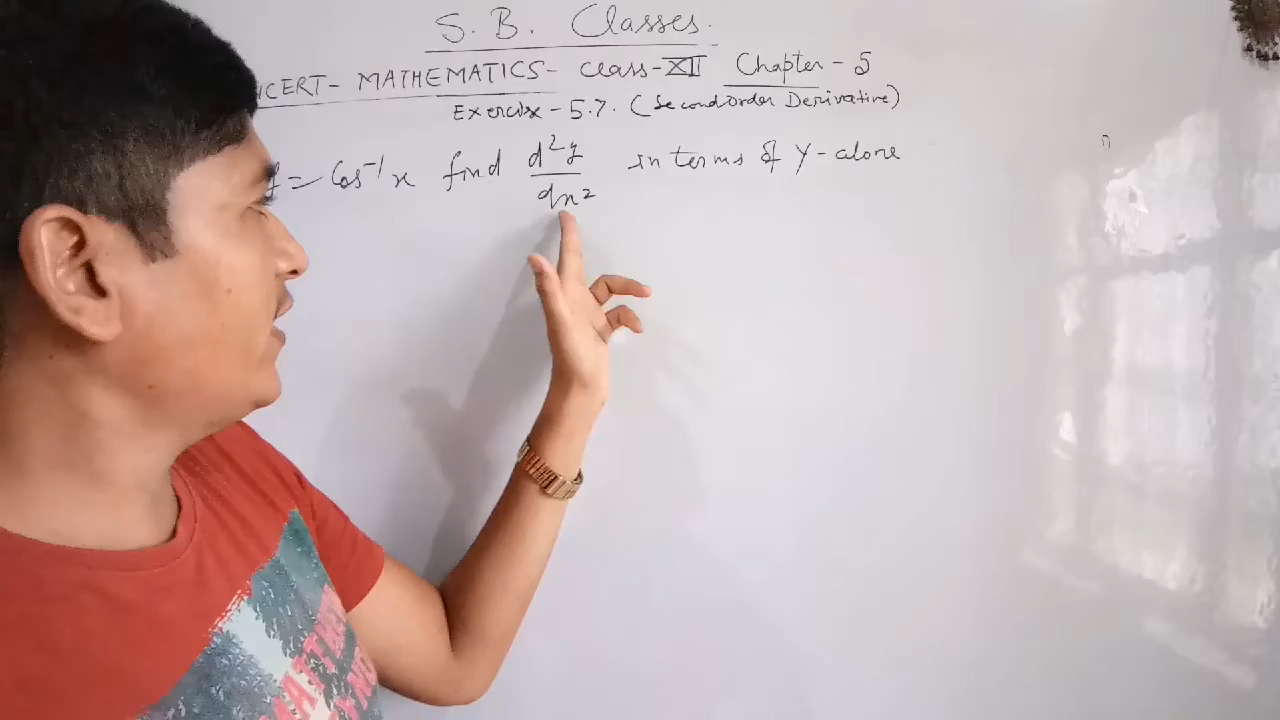 S. B. Classes.
NCERT- MATHEMATICS- Class-XII Chapter - 5
Exercise - 5.7. (Second order Derivative)
y = Cos⁻¹x find d²y/dx² in terms of y-alone